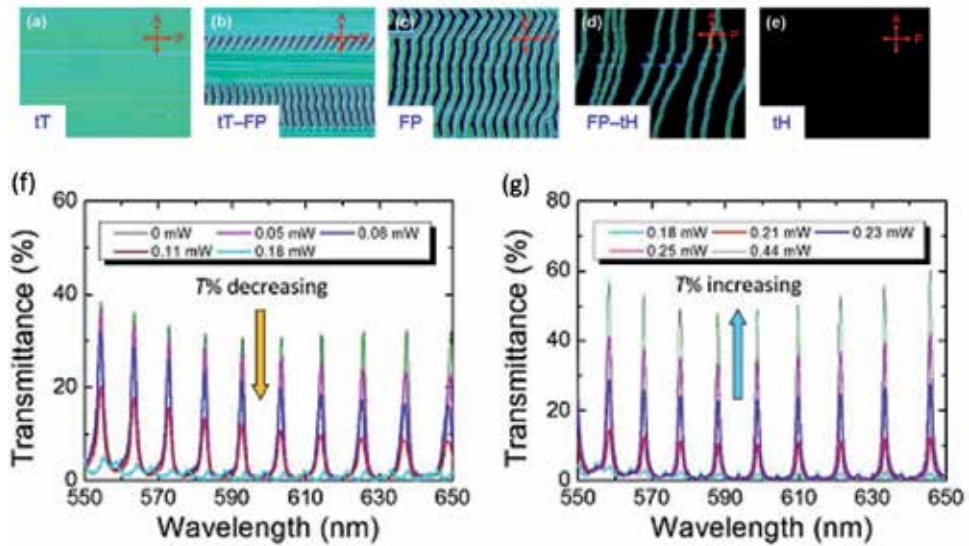 (a) A P tT
(b) A P tT–FP
(c) A P FP
(d) A P FP–tH
(e) A P tH
(f)
60
40
20
0
Transmittance (%)
0 mW 0.05 mW 0.08 mW
0.11 mW 0.18 mW
T% decreasing
550 570 590 610 630 650
Wavelength (nm)
(g)
80
60
40
20
0
Transmittance (%)
0.18 mW 0.21 mW 0.23 mW
0.25 mW 0.44 mW
T% increasing
550 570 590 610 630 650
Wavelength (nm)